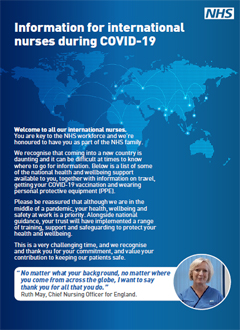 NHS
Information for international
nurses during COVID-19
Welcome to all our international nurses.
You are key to the NHS workforce and we're
honoured to have you as part of the NHS family.
We recognise that coming into a new country is
daunting and it can be difficult at times to know
where to go for information. Below is a list of some
of the national health and wellbeing support
available to you, together with information on travel,
getting your COVID-19 vaccination and wearing
personal protective equipment (PPE).
Please be reassured that although we are in the
middle of a pandemic, your health, wellbeing and
safety at work is a priority. Alongside national
guidance, your trust will have implemented a range
of training, support and safeguarding to protect your
health and wellbeing.
This is a very challenging time, and we recognise
and thank you for your commitment, and value your
contribution to keeping our patients safe.
"No matter what your background, no matter where
you come from across the globe, I want to say
thank you for all that you do."
Ruth May, Chief Nursing Officer for England.